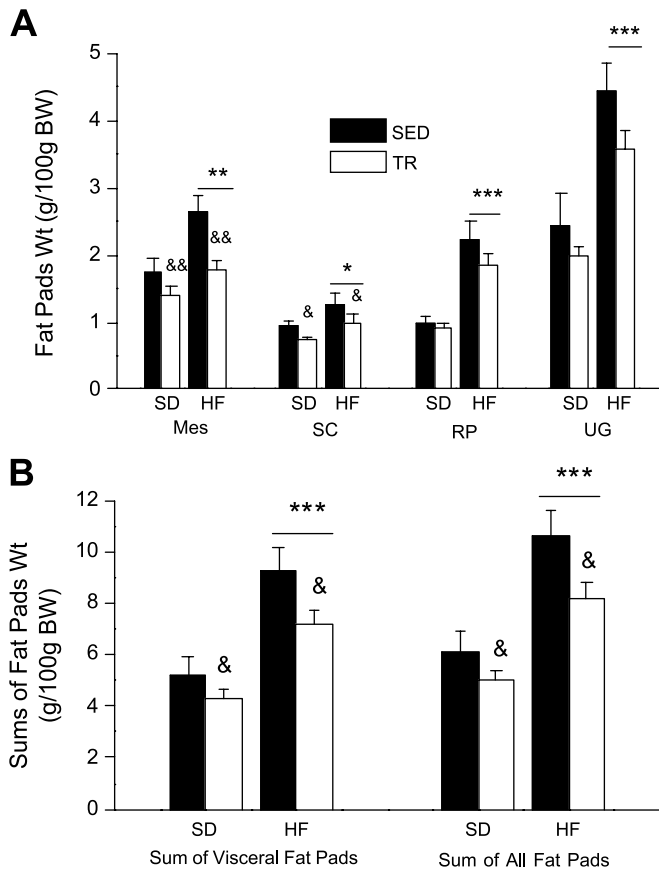 A
Fat Pads Wt (g/100g BW)
5
4
3
2
1
0
SED
TR
&&
&&
**
&
&
*
***
***
SD HF SD HF SD HF SD HF
Mes SC RP UG
B
Sums of Fat Pads Wt
(g/100g BW)
12
10
8
6
4
2
0
&
&
***
&
&
***
SD HF SD HF
Sum of Visceral Fat Pads Sum of All Fat Pads